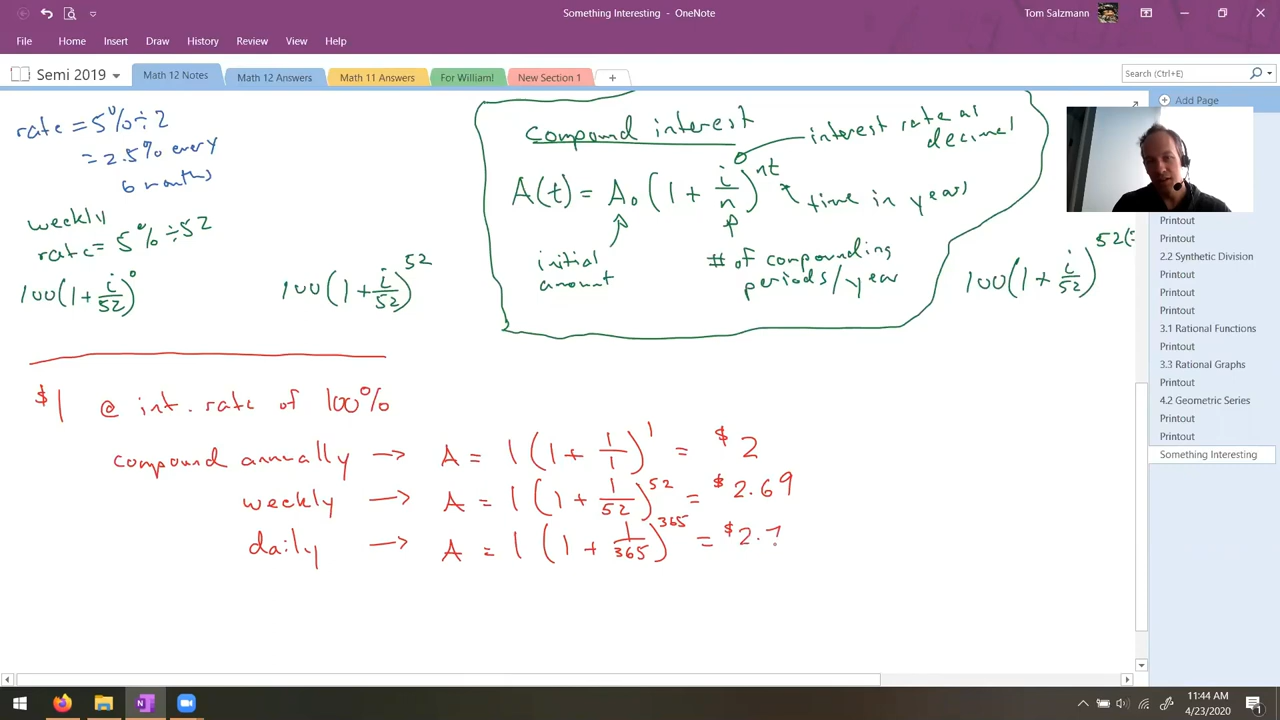 Something Interesting - OneNote
Tom Salzmann
File Home Insert Draw History Review View Help
Semi 2019
Math 12 Notes
Math 12 Answers
Math 11 Answers
For William!
New Section 1
Search (Ctrl+E)
Add Page
Printout
Printout
2.2 Synthetic Division
Printout
Printout
Printout
3.1 Rational Functions
Printout
3.3 Rational Graphs
Printout
4.2 Geometric Series
Printout
Printout
Something Interesting
rate = 5% ÷ 2
= 2.5% every
6 months
weekly
rate = 5% ÷ 52
100(1 + i/52)^0
100(1 + i/52)^52
compound interest
interest rate as
decimal
A(t) = A₀(1 + i/n)^nt
time in years
initial
amount
# of compounding
periods/year
100(1 + i/52)^52(
$1 @ int. rate of 100%
compound annually → A = 1(1 + 1/1)^1 = $2
weekly → A = 1(1 + 1/52)^52 = $2.69
daily → A = 1(1 + 1/365)^365 = $2.7
11:44 AM
4/23/2020